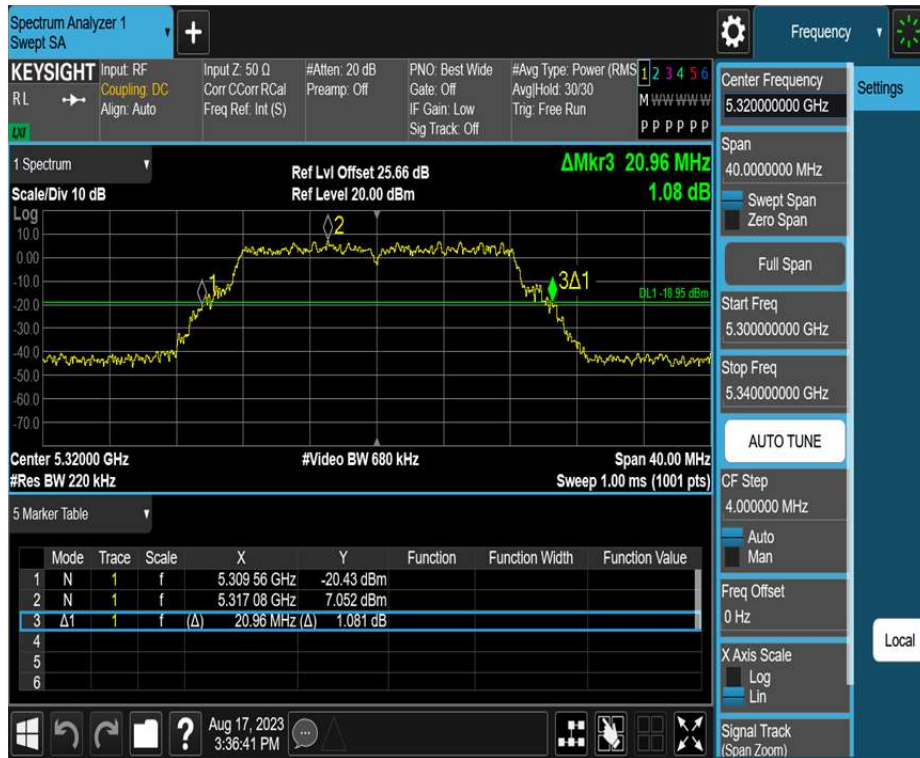 Spectrum Analyzer 1
Swept SA
+
Frequency
KEYSIGHT
RL
LXI
Input: RF
Coupling: DC
Align: Auto
Input Z: 50 Ω
Corr CCorr RCal
Freq Ref: Int (S)
#Atten: 20 dB
Preamp: Off
PNO: Best Wide
Gate: Off
IF Gain: Low
Sig Track: Off
#Avg Type: Power (RMS
Avg|Hold: 30/30
Trig: Free Run
1 2 3 4 5 6
M W W W W W
P P P P P P
1 Spectrum
Scale/Div 10 dB
Ref Lvl Offset 25.66 dB
Ref Level 20.00 dBm
ΔMkr3 20.96 MHz
1.08 dB
Log
10.0
0.00
-10.0
-20.0
-30.0
-40.0
-50.0
-60.0
-70.0
1
2
3Δ1
DL1 -18.95 dBm
Center 5.32000 GHz
#Video BW 680 kHz
Span 40.00 MHz
#Res BW 220 kHz
Sweep 1.00 ms (1001 pts)
5 Marker Table
Mode Trace Scale X Y Function Function Width Function Value
1 N 1 f 5.309 56 GHz -20.43 dBm
2 N 1 f 5.317 08 GHz 7.052 dBm
3 Δ1 1 f (Δ) 20.96 MHz (Δ) 1.081 dB
4
5
6
Aug 17, 2023
3:36:41 PM
?
Center Frequency
5.320000000 GHz
Span
40.0000000 MHz
Swept Span
Zero Span
Full Span
Start Freq
5.300000000 GHz
Stop Freq
5.340000000 GHz
AUTO TUNE
CF Step
4.000000 MHz
Auto
Man
Freq Offset
0 Hz
X Axis Scale
Log
Lin
Signal Track
(Span Zoom)
Settings
Local